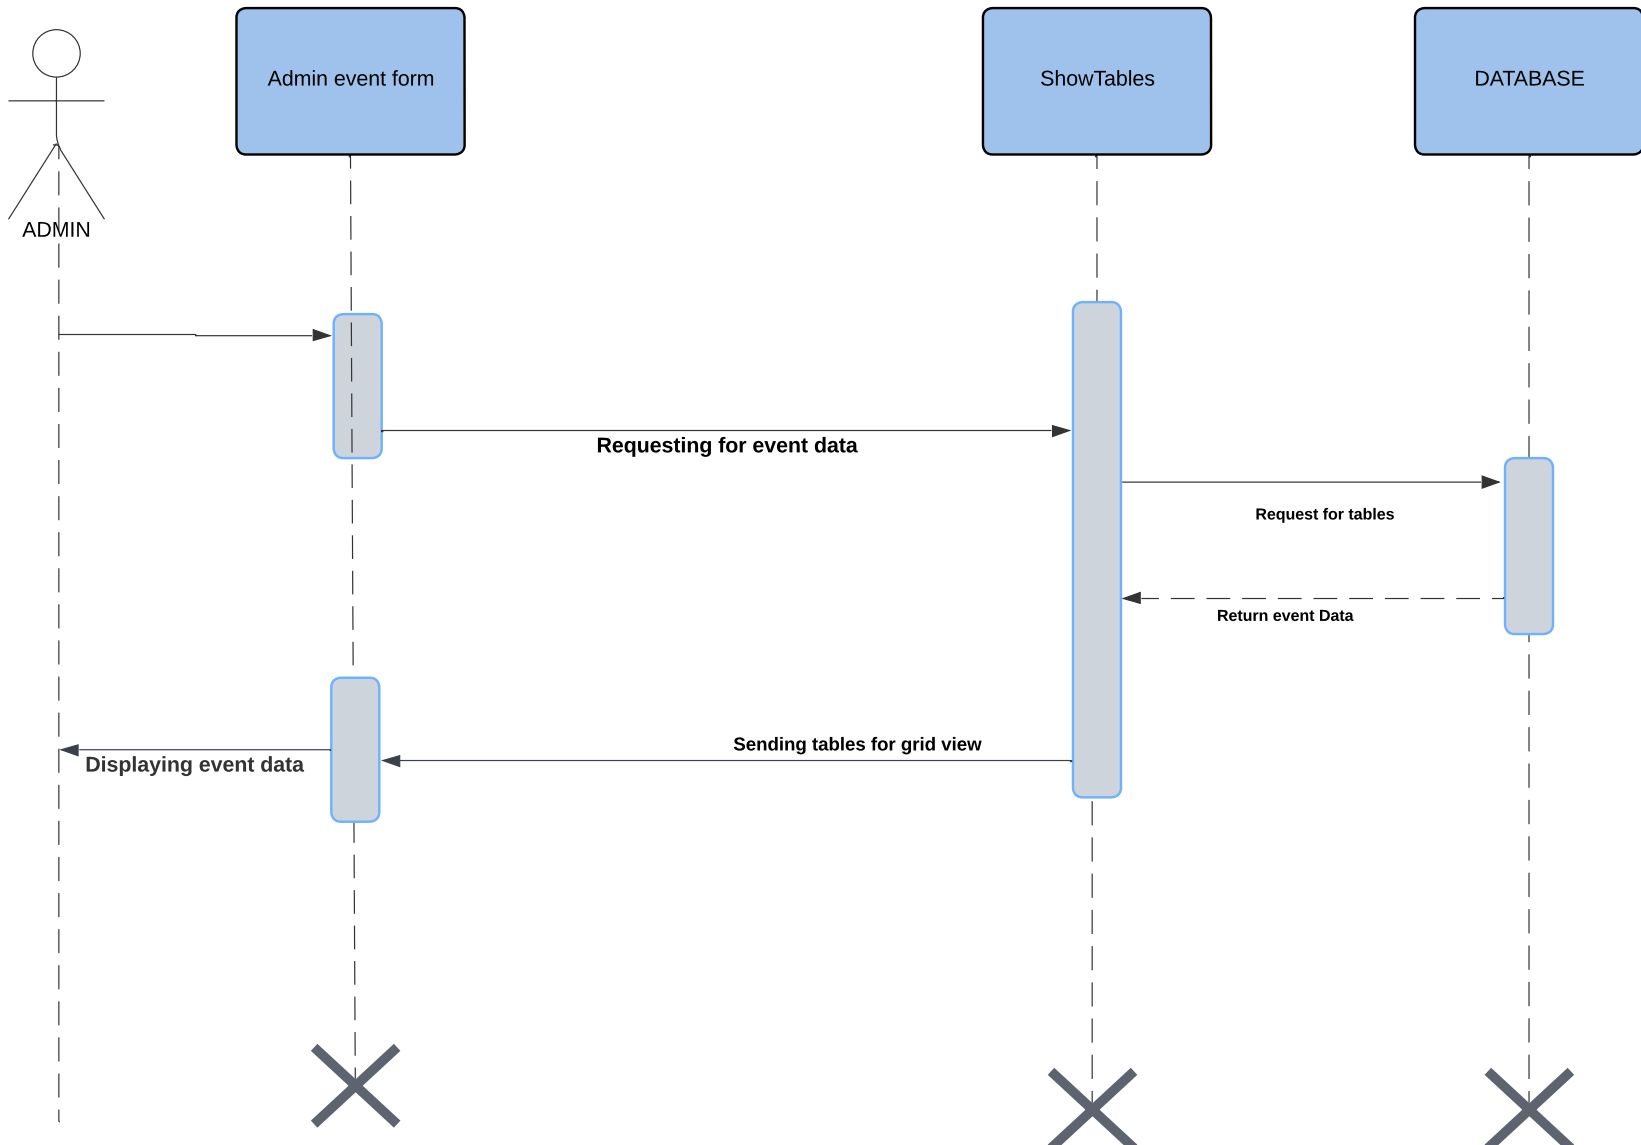 Admin event form
ShowTables
DATABASE
ADMIN
Requesting for event data
Request for tables
Return event Data
Sending tables for grid view
Displaying event data